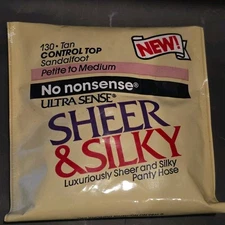 130 • Tan
CONTROL TOP
Sandalfoot
NEW!
Petite to Medium
No nonsense®
ULTRA SENSE®
SHEER
& SILKY
Luxuriously Sheer and Silky
Panty Hose